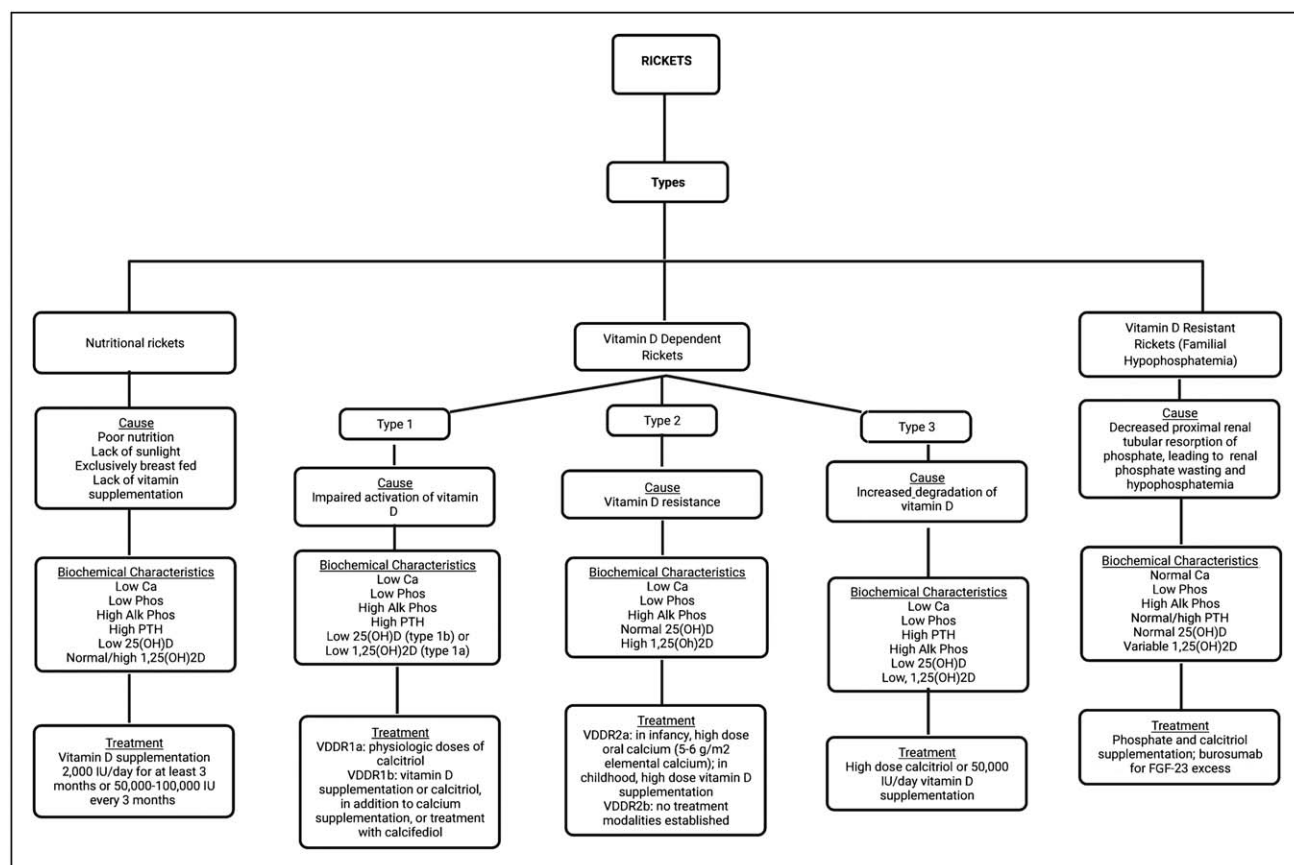 RICKETS
Types
Nutritional rickets
Cause
Poor nutrition
Lack of sunlight
Exclusively breast fed
Lack of vitamin
supplementation
Biochemical Characteristics
Low Ca
Low Phos
High Alk Phos
High PTH
Low 25(OH)D
Normal/high 1,25(OH)2D
Treatment
Vitamin D supplementation
2,000 IU/day for at least 3
months or 50,000-100,000 IU
every 3 months
Vitamin D Dependent
Rickets
Type 1
Cause
Impaired activation of vitamin
D
Biochemical Characteristics
Low Ca
Low Phos
High Alk Phos
High PTH
Low 25(OH)D (type 1b) or
Low 1,25(OH)2D (type 1a)
Treatment
VDDR1a: physiologic doses of
calcitriol
VDDR1b: vitamin D
supplementation or calcitriol,
in addition to calcium
supplementation, or treatment
with calcifediol
Type 2
Cause
Vitamin D resistance
Biochemical Characteristics
Low Ca
Low Phos
High Alk Phos
Normal 25(OH)D
High 1,25(Oh)2D
Treatment
VDDR2a: in infancy, high dose
oral calcium (5-6 g/m2
elemental calcium); in
childhood, high dose vitamin D
supplementation
VDDR2b: no treatment
modalities established
Type 3
Cause
Increased degradation of
vitamin D
Biochemical Characteristics
Low Ca
Low Phos
High PTH
High Alk Phos
Low 25(OH)D
Low, 1,25(OH)2D
Treatment
High dose calcitriol or 50,000
IU/day vitamin D
supplementation
Vitamin D Resistant
Rickets (Familial
Hypophosphatemia)
Cause
Decreased proximal renal
tubular resorption of
phosphate, leading to renal
phosphate wasting and
hypophosphatemia
Biochemical Characteristics
Normal Ca
Low Phos
High Alk Phos
Normal/high PTH
Normal 25(OH)D
Variable 1,25(OH)2D
Treatment
Phosphate and calcitriol
supplementation; burosumab
for FGF-23 excess